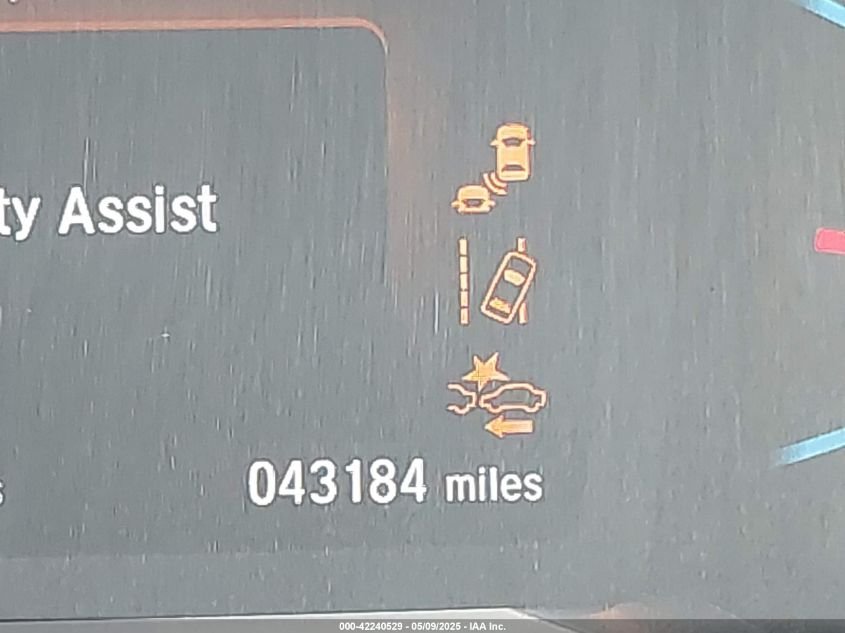 ty Assist
s
043184 miles
000-42240529 - 05/09/2025 - IAA Inc.